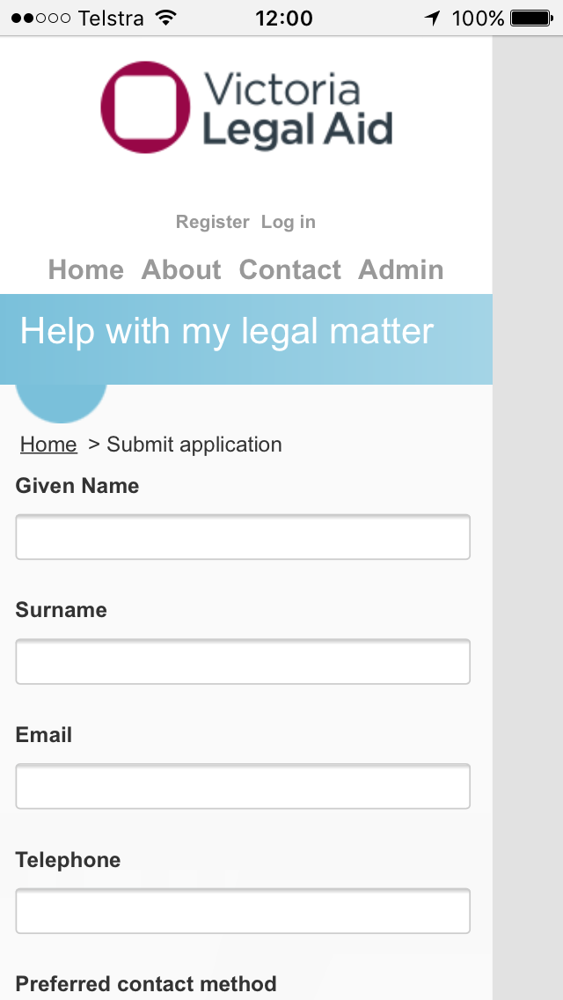 Telstra 12:00 100%
Victoria
Legal Aid
Register Log in
Home About Contact Admin
Help with my legal matter
Home > Submit application
Given Name
Surname
Email
Telephone
Preferred contact method